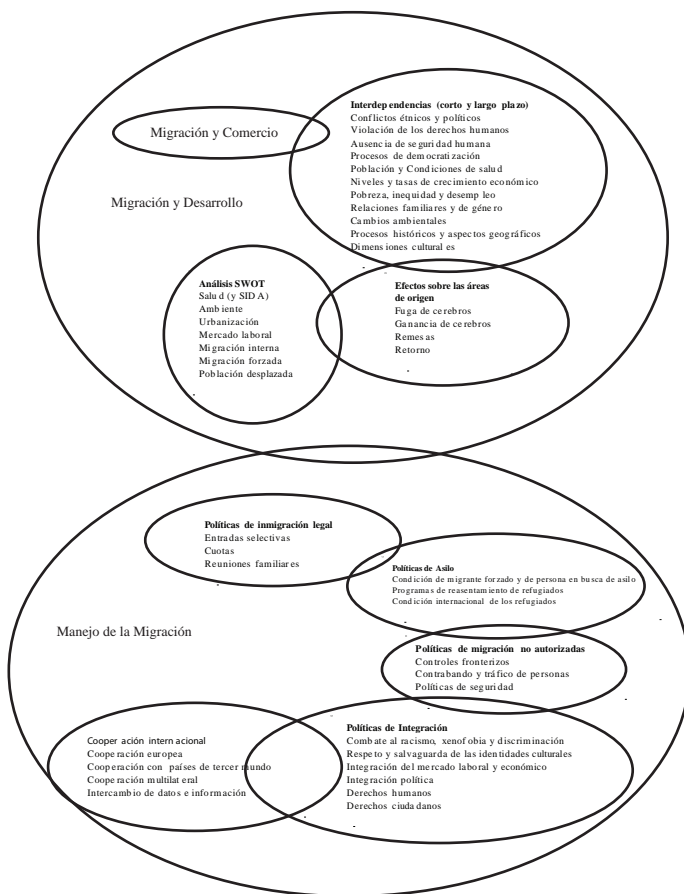 Interdependencias (corto y largo plazo)
Conflictos étnicos y políticos
Violación de los derechos humanos
Ausencia de seguridad humana
Procesos de democratización
Población y Condiciones de salud
Niveles y tasas de crecimiento económico
Pobreza, inequidad y desempleo
Relaciones familiares y de género
Cambios ambientales
Procesos históricos y aspectos geográficos
Dimensiones culturales
Migración y Comercio
Migración y Desarrollo
Análisis SWOT
Salud (y SIDA)
Ambiente
Urbanización
Mercado laboral
Migración interna
Migración forzada
Población desplazada
Efectos sobre las áreas
de origen
Fuga de cerebros
Ganancia de cerebros
Remesas
Retorno
Políticas de inmigración legal
Entradas selectivas
Cuotas
Reuniones familiares
Políticas de Asilo
Condición de migrante forzado y de persona en busca de asilo
Programas de reasentamiento de refugiados
Condición internacional de los refugiados
Manejo de la Migración
Políticas de migración no autorizadas
Controles fronterizos
Contrabando y tráfico de personas
Políticas de seguridad
Cooperación internacional
Cooperación europea
Cooperación con países de tercer mundo
Cooperación multilateral
Intercambio de datos e información
Políticas de Integración
Combate al racismo, xenofobia y discriminación
Respeto y salvaguarda de las identidades culturales
Integración del mercado laboral y económico
Integración política
Derechos humanos
Derechos ciudadanos